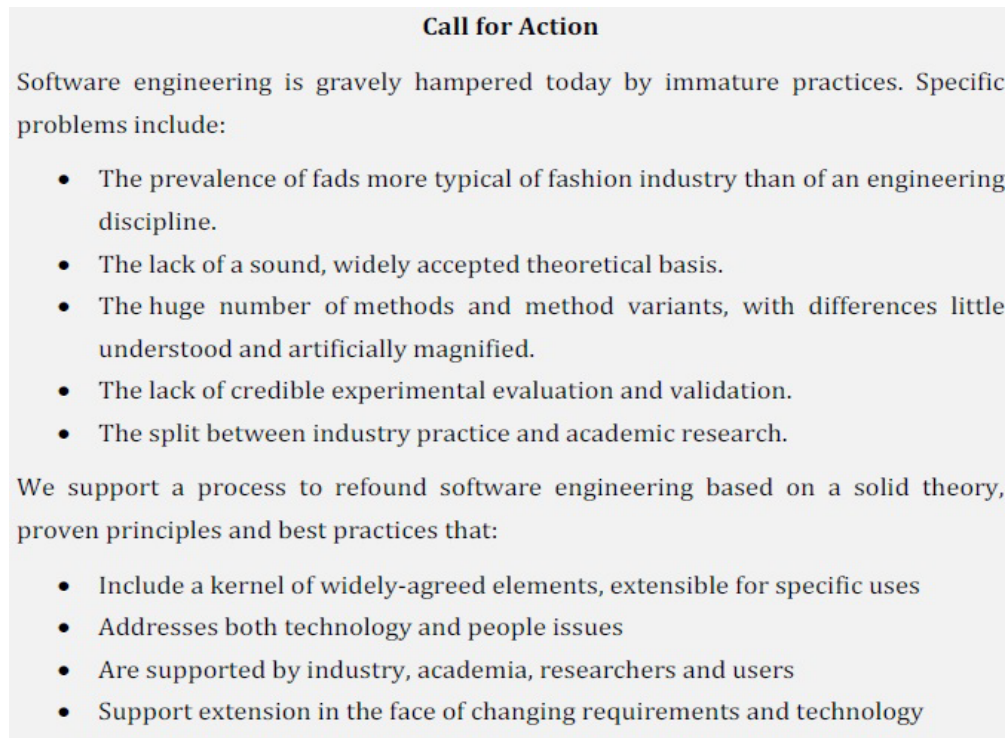 Call for Action
Software engineering is gravely hampered today by immature practices. Specific
problems include:
• The prevalence of fads more typical of fashion industry than of an engineering
discipline.
• The lack of a sound, widely accepted theoretical basis.
• The huge number of methods and method variants, with differences little
understood and artificially magnified.
• The lack of credible experimental evaluation and validation.
• The split between industry practice and academic research.
We support a process to refound software engineering based on a solid theory,
proven principles and best practices that:
• Include a kernel of widely-agreed elements, extensible for specific uses
• Addresses both technology and people issues
• Are supported by industry, academia, researchers and users
• Support extension in the face of changing requirements and technology